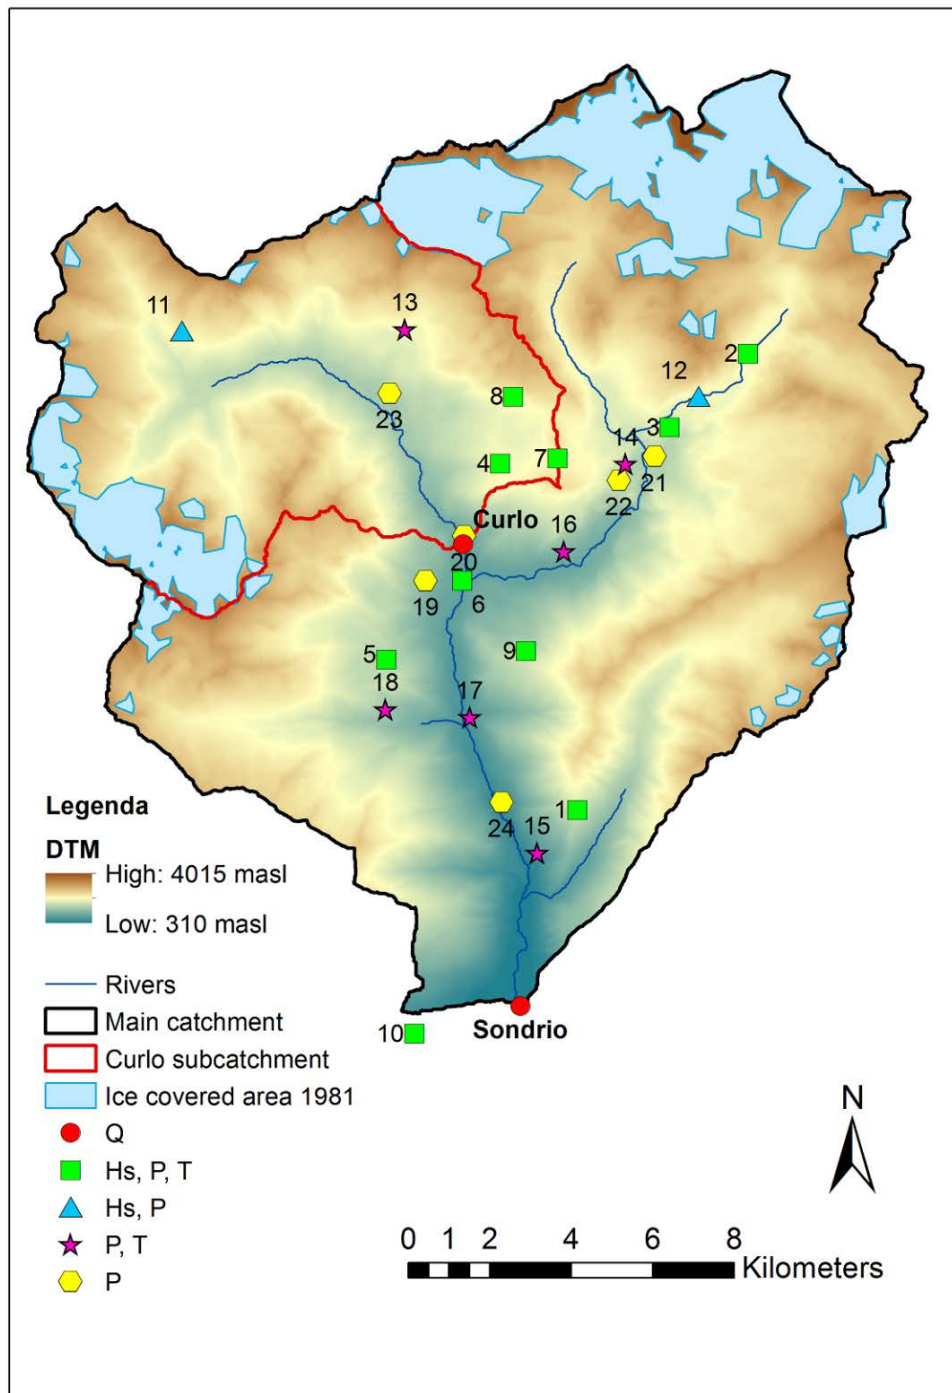 11
13
2
12
8
23
3
14
4
7
21
22
16
Curlo
20
19
6
5
9
18
17
1
24
15
Legenda
DTM
High: 4015 masl
Low: 310 masl
Rivers
Main catchment
Curlo subcatchment
Ice covered area 1981
Q
Hs, P, T
Hs, P
P, T
P
10
Sondrio
N
0 1 2 4 6 8
Kilometers